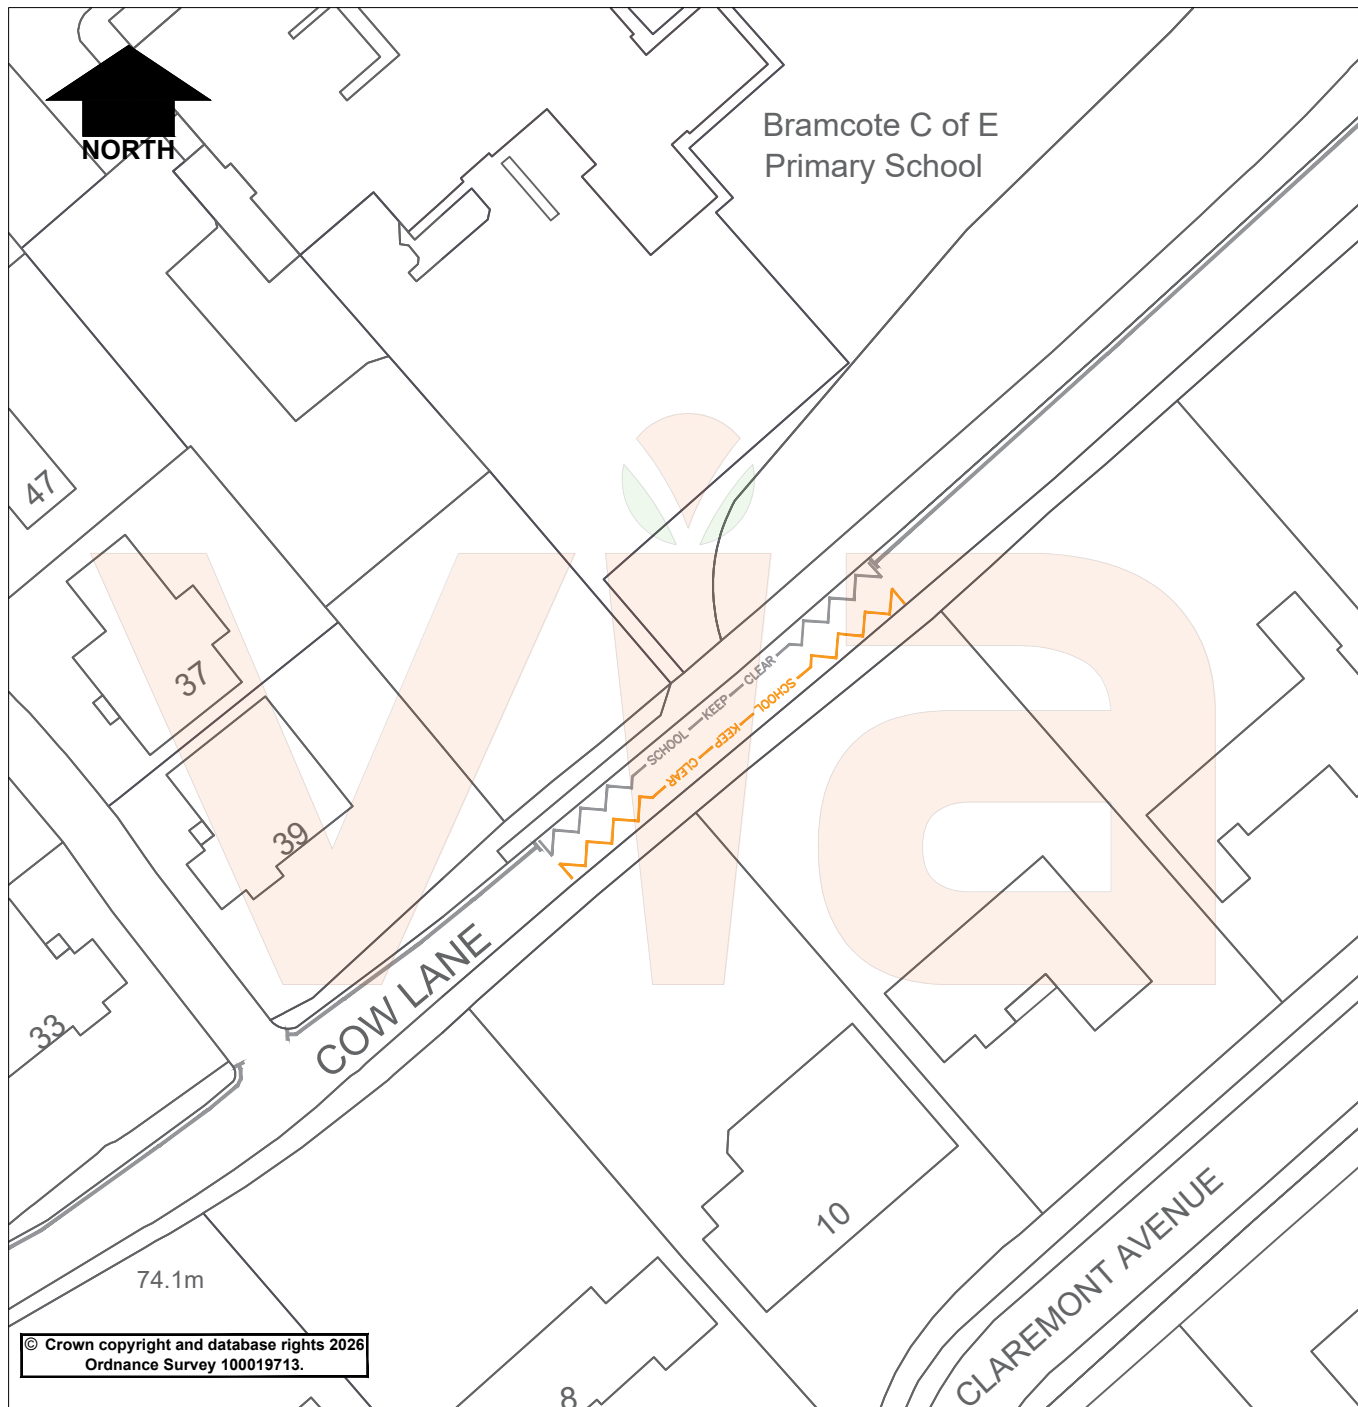 NORTH
Bramcote C of E
Primary School
47
37
39
33
SCHOOL KEEP CLEAR
SCHOOL KEEP CLEAR
COW LANE
10
8
74.1m
CLAREMONT AVENUE
© Crown copyright and database rights 2026
Ordnance Survey 100019713.
via